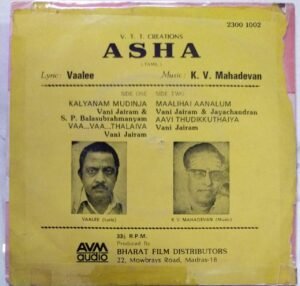 2300 1002
V. T. T. CREATIONS
ASHA
(TAMIL)
Lyric: Vaalee Music: K. V. Mahadevan
SIDE ONE
KALYANAM MUDINJA
Vani Jairam &
S. P. Balasubrahmanyam
VAA...VAA...THALAIVA
Vani Jairam
SIDE TWO
MAALIHAI AANALUM
Vani Jairam & Jayachandran
AAVI THUDIKKUTHAIYA
Vani Jairam
VAALEE (Lyric)
K V MAHADEVAN (Music)
AVM
audio
33⅓ R.P.M.
Produced By
BHARAT FILM DISTRIBUTORS
22, Mowbrays Road, Madras-18